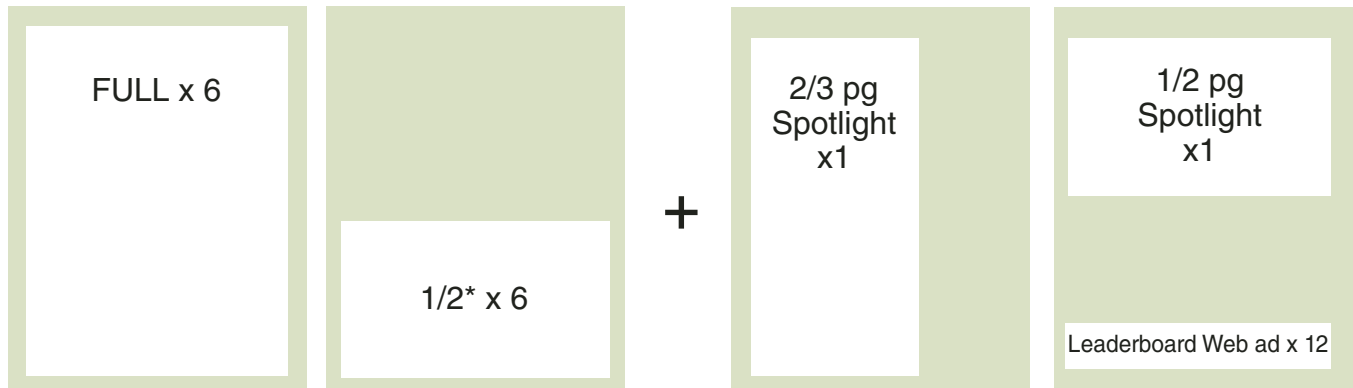 FULL x 6
1/2* x 6
+
2/3 pg
Spotlight
x1
1/2 pg
Spotlight
x1
Leaderboard Web ad x 12